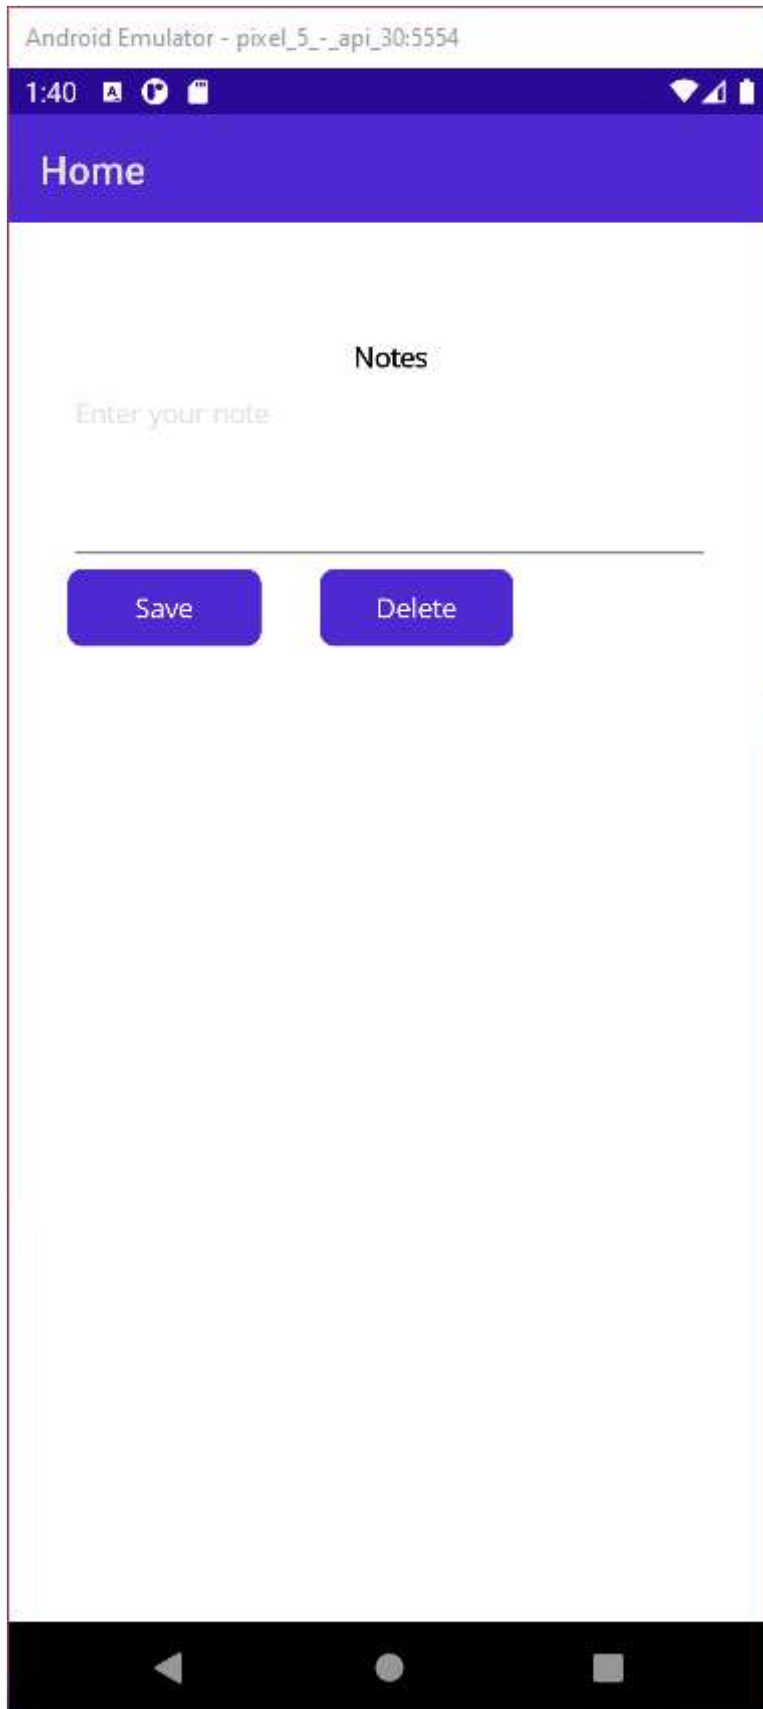 Android Emulator - pixel_5_-_api_30:5554
1:40 A
Home
Notes
Enter your note
Save Delete